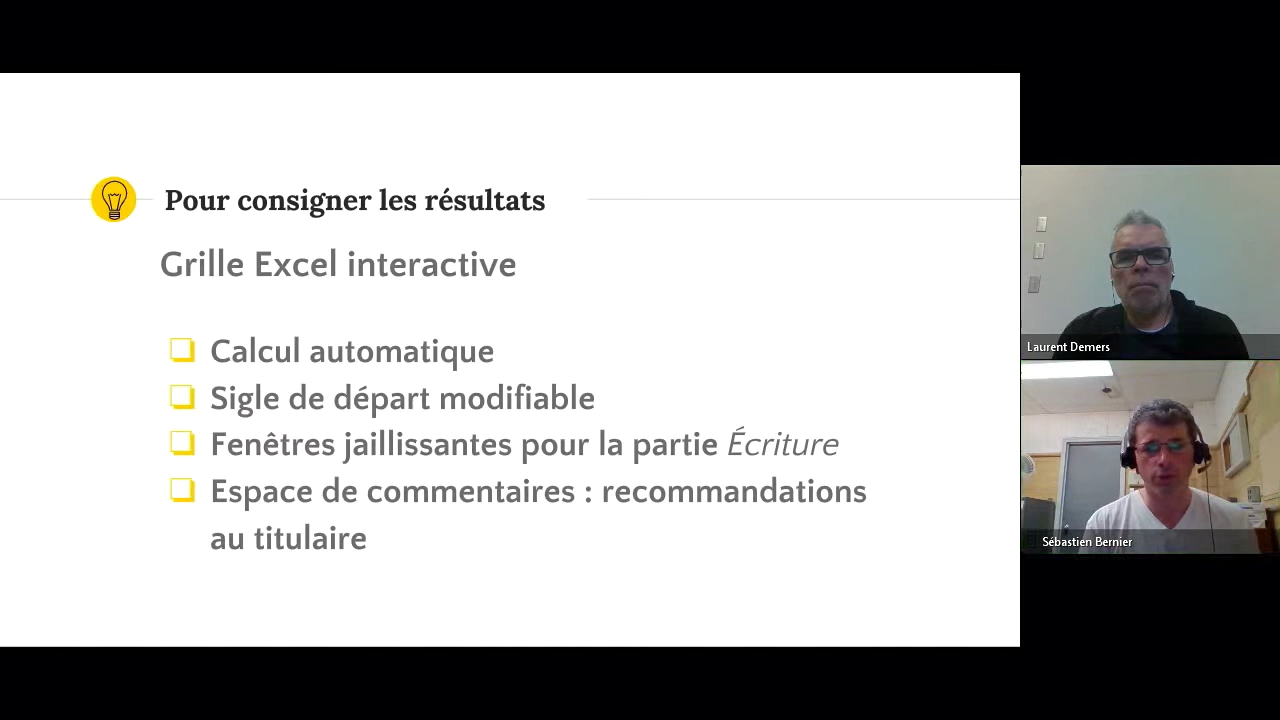 Pour consigner les résultats
Grille Excel interactive
Calcul automatique
Sigle de départ modifiable
Fenêtres jaillissantes pour la partie Écriture
Espace de commentaires : recommandations
au titulaire
Laurent Demers
Sébastien Bernier